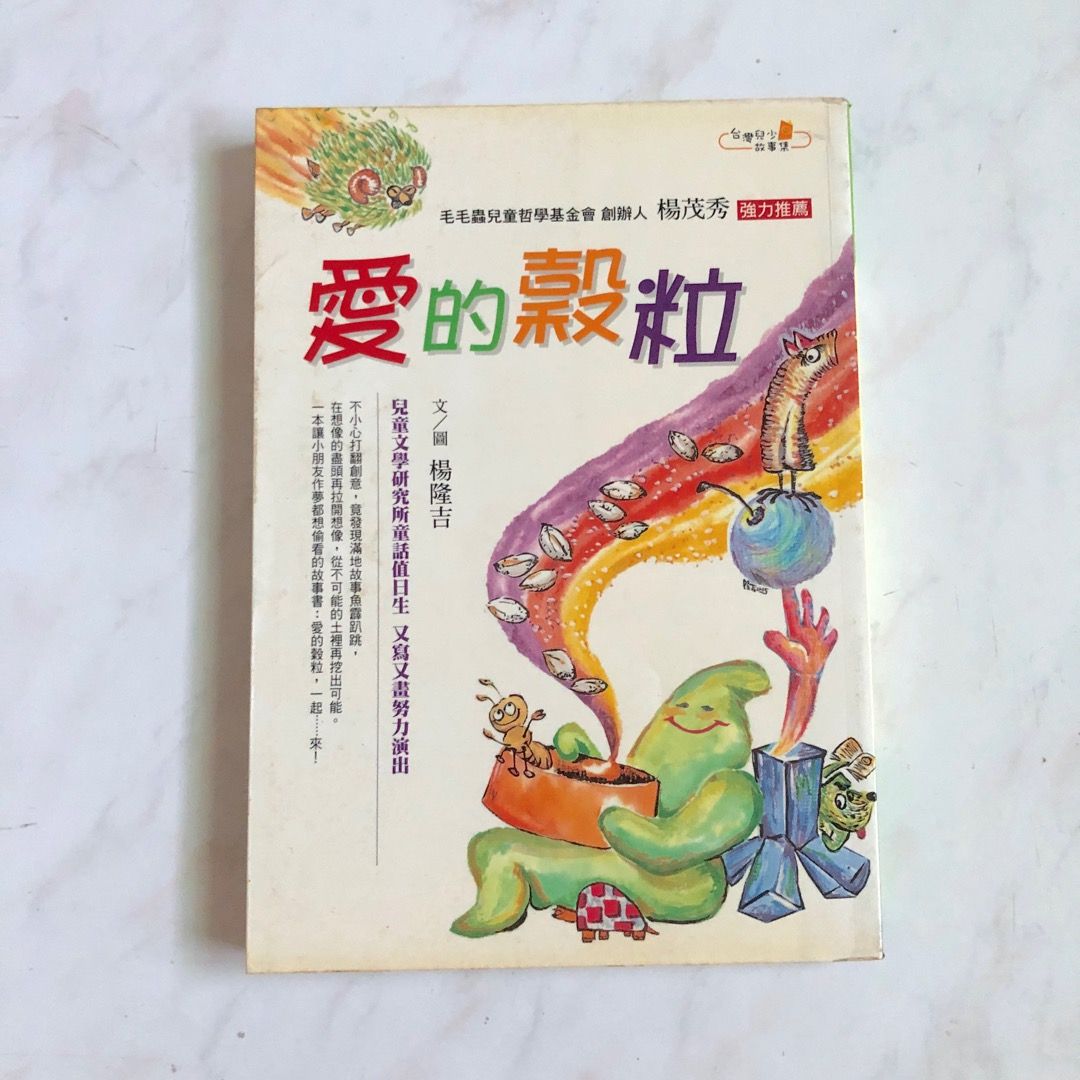 台灣兒少
故事集
毛毛蟲兒童哲學基金會 創辦人 楊茂秀 強力推薦
愛的穀粒
文／圖 楊隆吉
兒童文學研究所童話值日生 又寫又畫努力演出
不小心打翻創意，竟發現滿地故事魚霹趴跳，
在想像的盡頭再拉開想像，從不可能的土裡再挖出可能。
一本讓小朋友作夢都想偷看的故事書：愛的穀粒，一起……來！